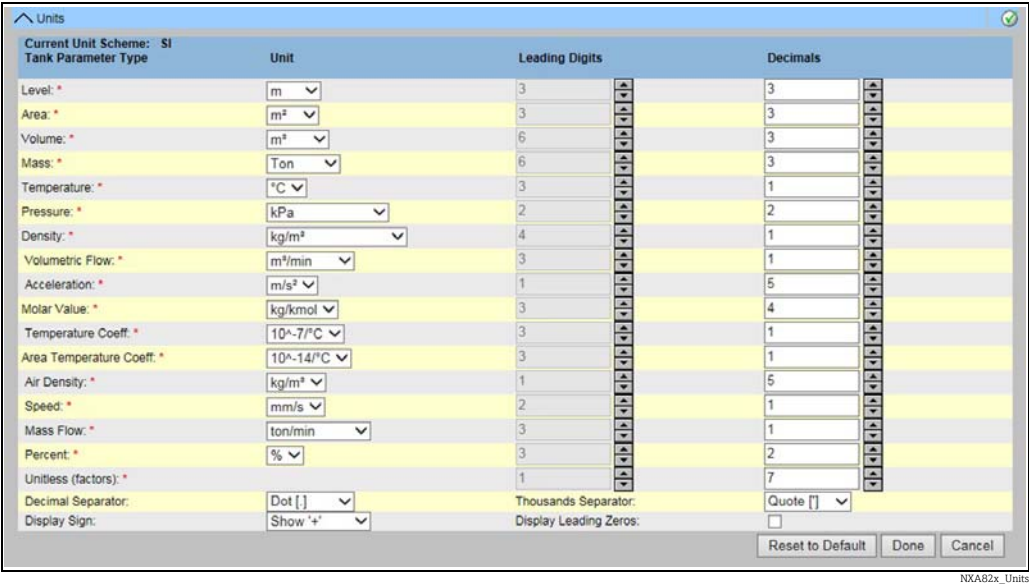 Units
Current Unit Scheme: SI
Tank Parameter Type Unit Leading Digits Decimals
Level: * m 3 3
Area: * m² 3 3
Volume: * m³ 6 3
Mass: * Ton 6 3
Temperature: * °C 3 1
Pressure: * kPa 2 2
Density: * kg/m³ 4 1
Volumetric Flow: * m³/min 3 1
Acceleration: * m/s² 1 5
Molar Value: * kg/kmol 3 4
Temperature Coeff: * 10^-7/°C 3 1
Area Temperature Coeff: * 10^-14/°C 3 1
Air Density: * kg/m³ 1 5
Speed: * mm/s 2 1
Mass Flow: * ton/min 3 1
Percent: * % 3 2
Unitless (factors): * 1 7
Decimal Separator: Dot [.] Thousands Separator: Quote [']
Display Sign: Show '+' Display Leading Zeros:
Reset to Default Done Cancel
NXA82x_Units